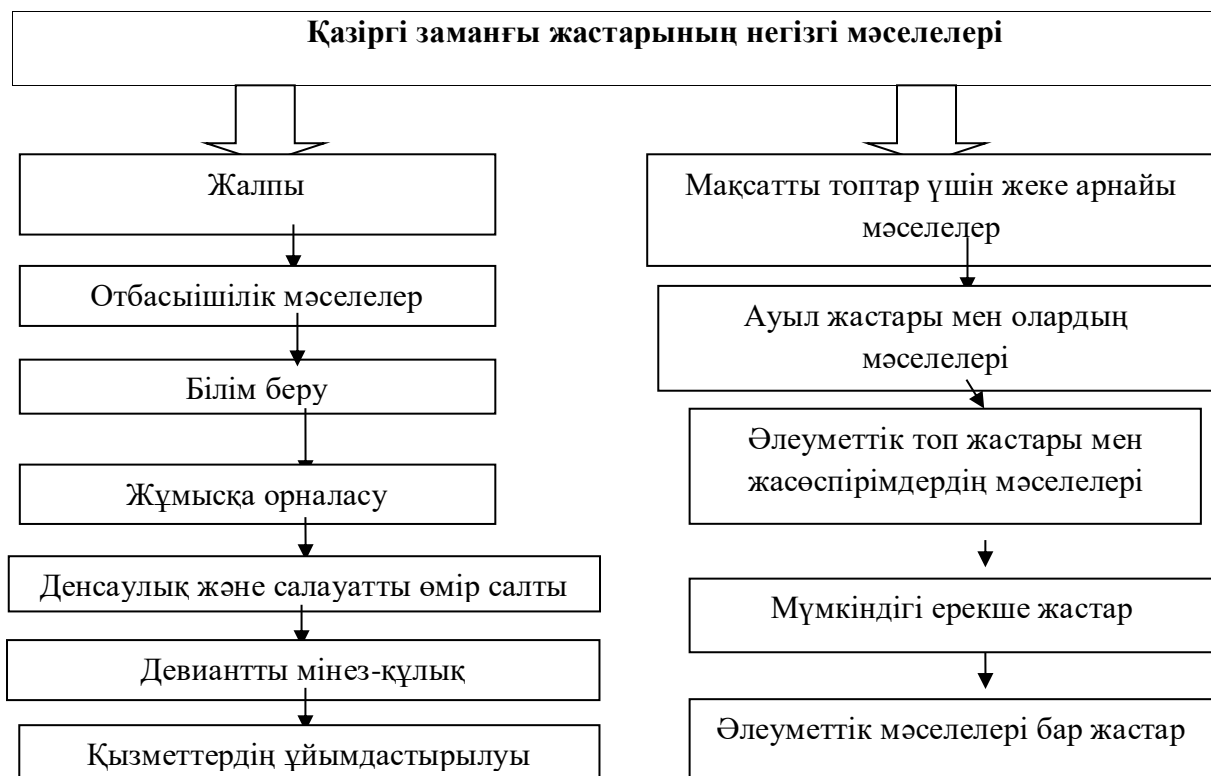 Қазіргі заманғы жастарының негізгі мәселелері
Жалпы
Отбасыішілік мәселелер
Білім беру
Жұмысқа орналасу
Денсаулық және салауатты өмір салты
Девиантты мінез-құлық
Қызметтердің ұйымдастырылуы
Мақсатты топтар үшін жеке арнайы
мәселелер
Ауыл жастары мен олардың
мәселелері
Әлеуметтік топ жастары мен
жасөспірімдердің мәселелері
Мүмкіндігі ерекше жастар
Әлеуметтік мәселелері бар жастар